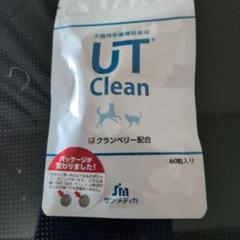 犬猫用栄養補助食品
UT
Clean
クランベリー配合
パッケージが
変わりました!
60粒入り
サン・メディカ